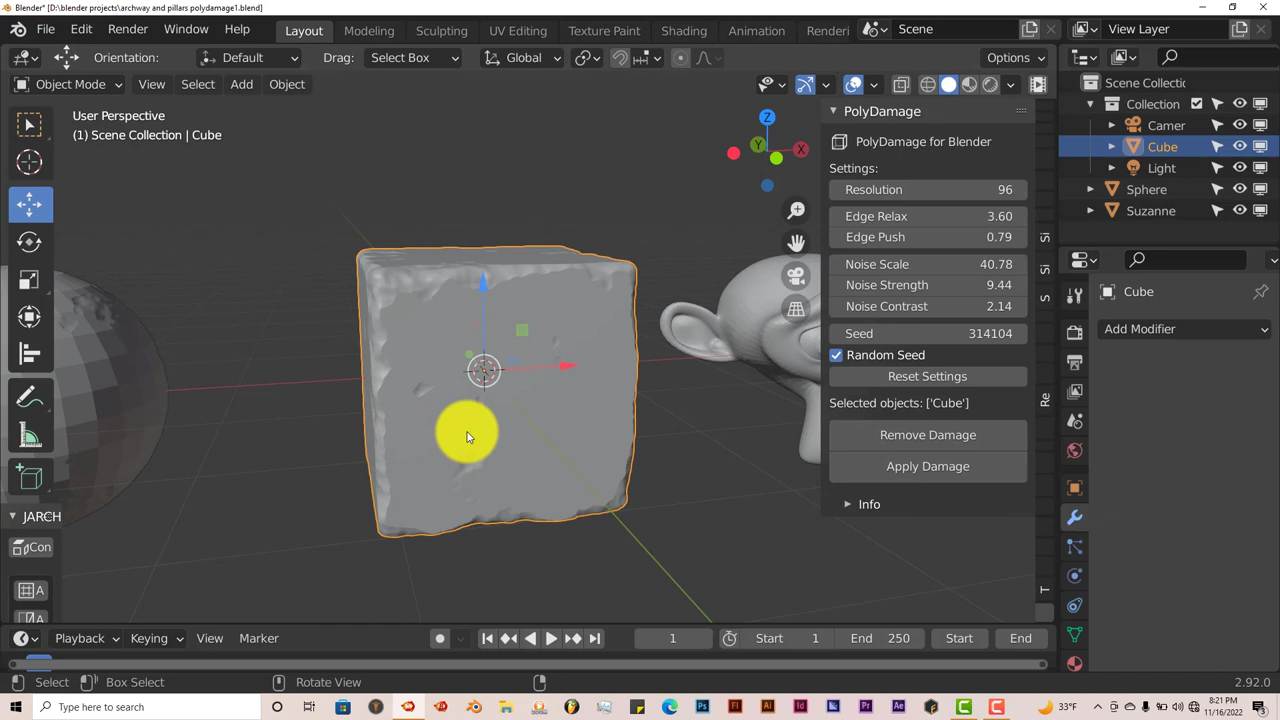 Blender* [D:\blender projects\archway and pillars polydamage1.blend]
File Edit Render Window Help Layout Modeling Sculpting UV Editing Texture Paint Shading Animation Renderi Scene View Layer
Orientation: Default Drag: Select Box Global Options
Object Mode View Select Add Object
User Perspective
(1) Scene Collection | Cube
Z
Y
X
JARCH
Con
A
A
PolyDamage
PolyDamage for Blender
Settings:
Resolution 96
Edge Relax 3.60
Edge Push 0.79
Noise Scale 40.78
Noise Strength 9.44
Noise Contrast 2.14
Seed 314104
Random Seed
Reset Settings
Selected objects: ['Cube']
Remove Damage
Apply Damage
Info
Si
Si
S
Re
T
Scene Collectic
Collection
Camer
Cube
Light
Sphere
Suzanne
Cube
Add Modifier
Playback Keying View Marker 1 Start 1 End 250 Start End
Select Box Select Rotate View 2.92.0
Type here to search 33°F 8:21 PM
11/16/2022